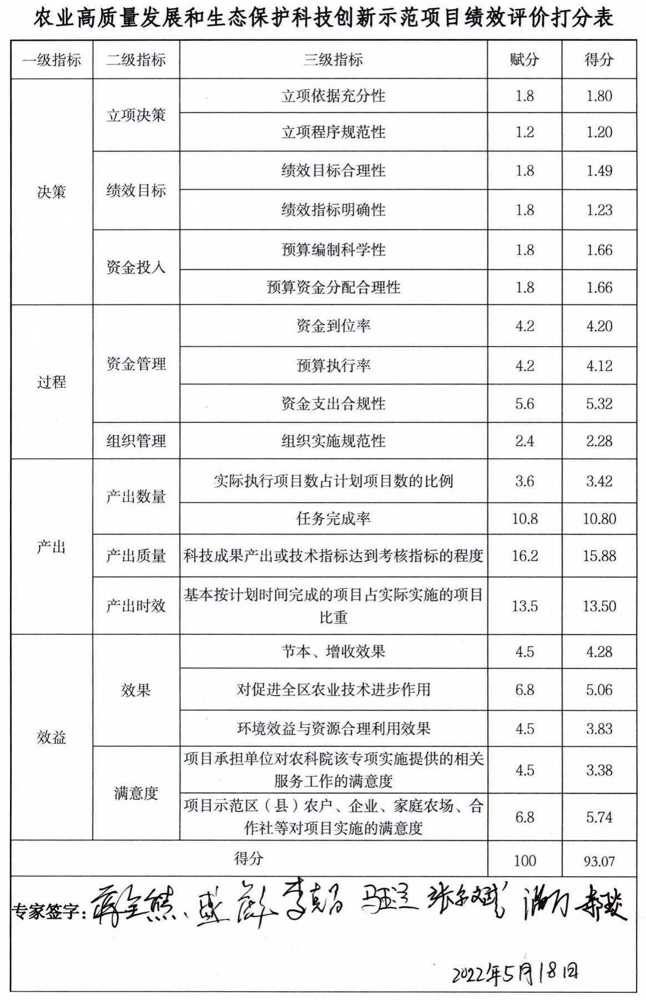 农业高质量发展和生态保护科技创新示范项目绩效评价打分表
一级指标 二级指标 三级指标 赋分 得分
决策 立项决策 立项依据充分性 1.8 1.80
立项程序规范性 1.2 1.20
绩效目标 绩效目标合理性 1.8 1.49
绩效指标明确性 1.8 1.23
资金投入 预算编制科学性 1.8 1.66
预算资金分配合理性 1.8 1.66
过程 资金管理 资金到位率 4.2 4.20
预算执行率 4.2 4.12
资金支出合规性 5.6 5.32
组织管理 组织实施规范性 2.4 2.28
产出 产出数量 实际执行项目数占计划项目数的比例 3.6 3.42
任务完成率 10.8 10.80
产出质量 科技成果产出或技术指标达到考核指标的程度 16.2 15.88
产出时效 基本按计划时间完成的项目占实际实施的项目
比重 13.5 13.50
效益 效果 节本、增收效果 4.5 4.28
对促进全区农业技术进步作用 6.8 5.06
环境效益与资源合理利用效果 4.5 3.83
满意度 项目承担单位对农科院该专项实施提供的相关
服务工作的满意度 4.5 3.38
项目示范区（县）农户、企业、家庭农场、合
作社等对项目实施的满意度 6.8 5.74
得分 100 93.07
专家签字：
2022年5月18日